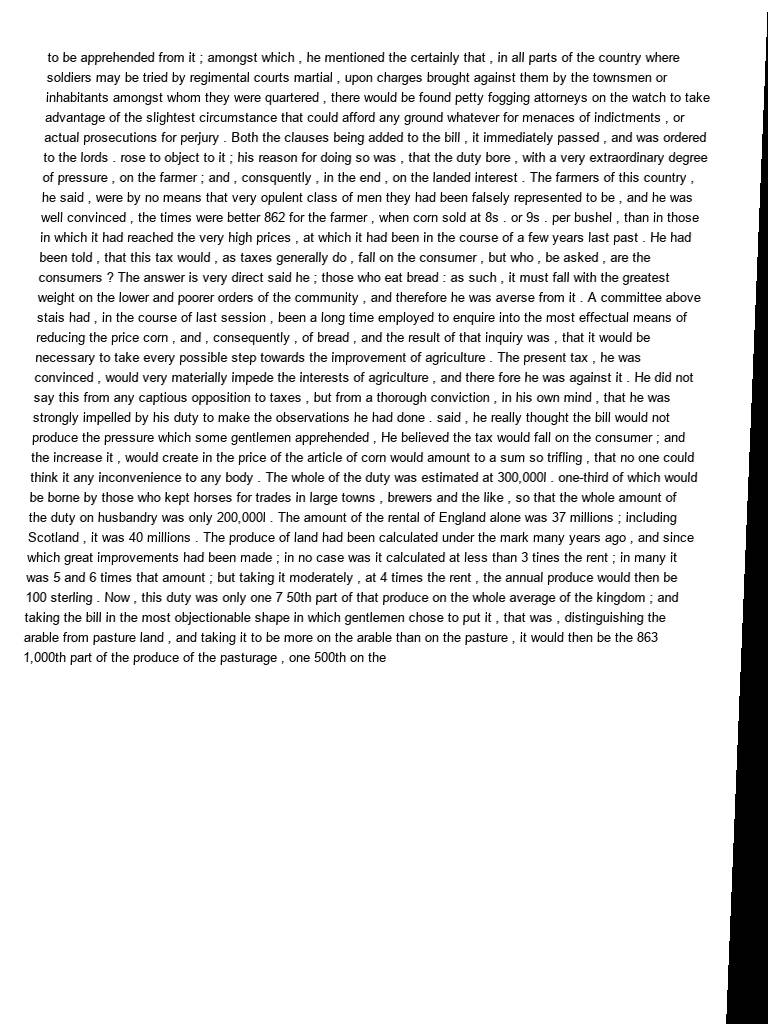 to be apprehended from it ; amongst which , he mentioned the certainly that , in all parts of the country where
soldiers may be tried by regimental courts martial , upon charges brought against them by the townsmen or
inhabitants amongst whom they were quartered , there would be found petty fogging attorneys on the watch to take
advantage of the slightest circumstance that could afford any ground whatever for menaces of indictments , or
actual prosecutions for perjury . Both the clauses being added to the bill , it immediately passed , and was ordered
to the lords . rose to object to it ; his reason for doing so was , that the duty bore , with a very extraordinary degree
of pressure , on the farmer ; and , consquently , in the end , on the landed interest . The farmers of this country ,
he said , were by no means that very opulent class of men they had been falsely represented to be , and he was
well convinced , the times were better 862 for the farmer , when corn sold at 8s . or 9s . per bushel , than in those
in which it had reached the very high prices , at which it had been in the course of a few years last past . He had
been told , that this tax would , as taxes generally do , fall on the consumer , but who , be asked , are the
consumers ? The answer is very direct said he ; those who eat bread : as such , it must fall with the greatest
weight on the lower and poorer orders of the community , and therefore he was averse from it . A committee above
stais had , in the course of last session , been a long time employed to enquire into the most effectual means of
reducing the price corn , and , consequently , of bread , and the result of that inquiry was , that it would be
necessary to take every possible step towards the improvement of agriculture . The present tax , he was
convinced , would very materially impede the interests of agriculture , and there fore he was against it . He did not
say this from any captious opposition to taxes , but from a thorough conviction , in his own mind , that he was
strongly impelled by his duty to make the observations he had done . said , he really thought the bill would not
produce the pressure which some gentlemen apprehended , He believed the tax would fall on the consumer ; and
the increase it , would create in the price of the article of corn would amount to a sum so trifling , that no one could
think it any inconvenience to any body . The whole of the duty was estimated at 300,000l . one-third of which would
be borne by those who kept horses for trades in large towns , brewers and the like , so that the whole amount of
the duty on husbandry was only 200,000l . The amount of the rental of England alone was 37 millions ; including
Scotland , it was 40 millions . The produce of land had been calculated under the mark many years ago , and since
which great improvements had been made ; in no case was it calculated at less than 3 tines the rent ; in many it
was 5 and 6 times that amount ; but taking it moderately , at 4 times the rent , the annual produce would then be
100 sterling . Now , this duty was only one 7 50th part of that produce on the whole average of the kingdom ; and
taking the bill in the most objectionable shape in which gentlemen chose to put it , that was , distinguishing the
arable from pasture land , and taking it to be more on the arable than on the pasture , it would then be the 863
1,000th part of the produce of the pasturage , one 500th on the